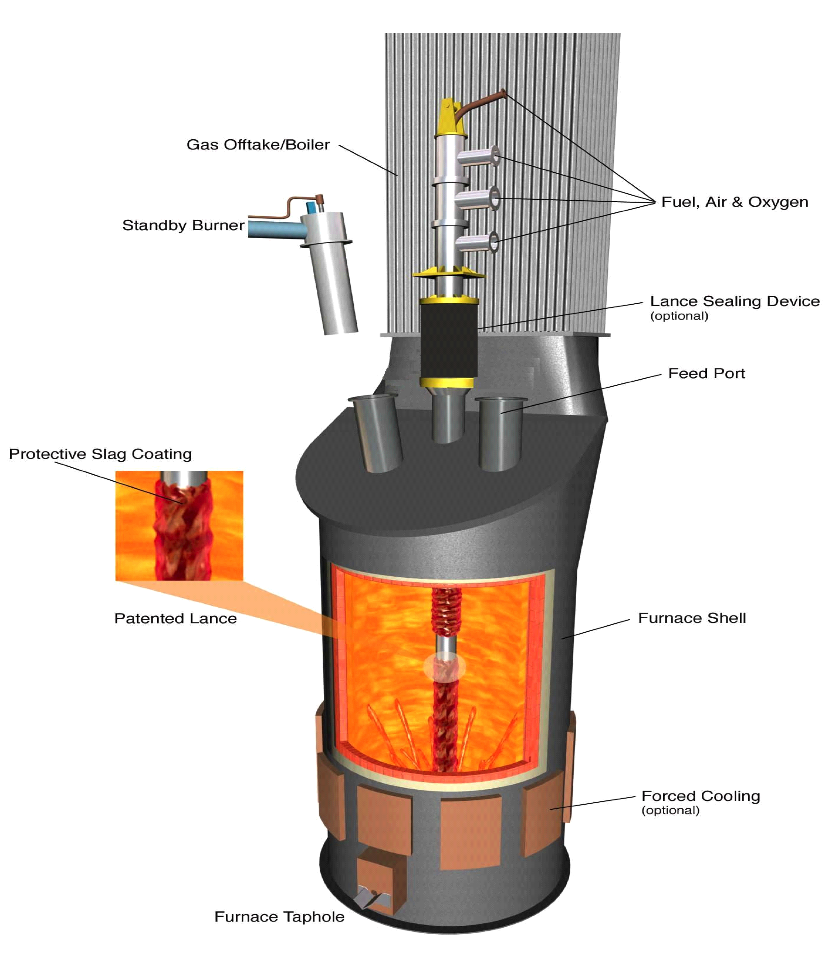 Gas Offtake/Boiler
Fuel, Air & Oxygen
Standby Burner
Lance Sealing Device
(optional)
Feed Port
Protective Slag Coating
Patented Lance
Furnace Shell
Forced Cooling
(optional)
Furnace Taphole